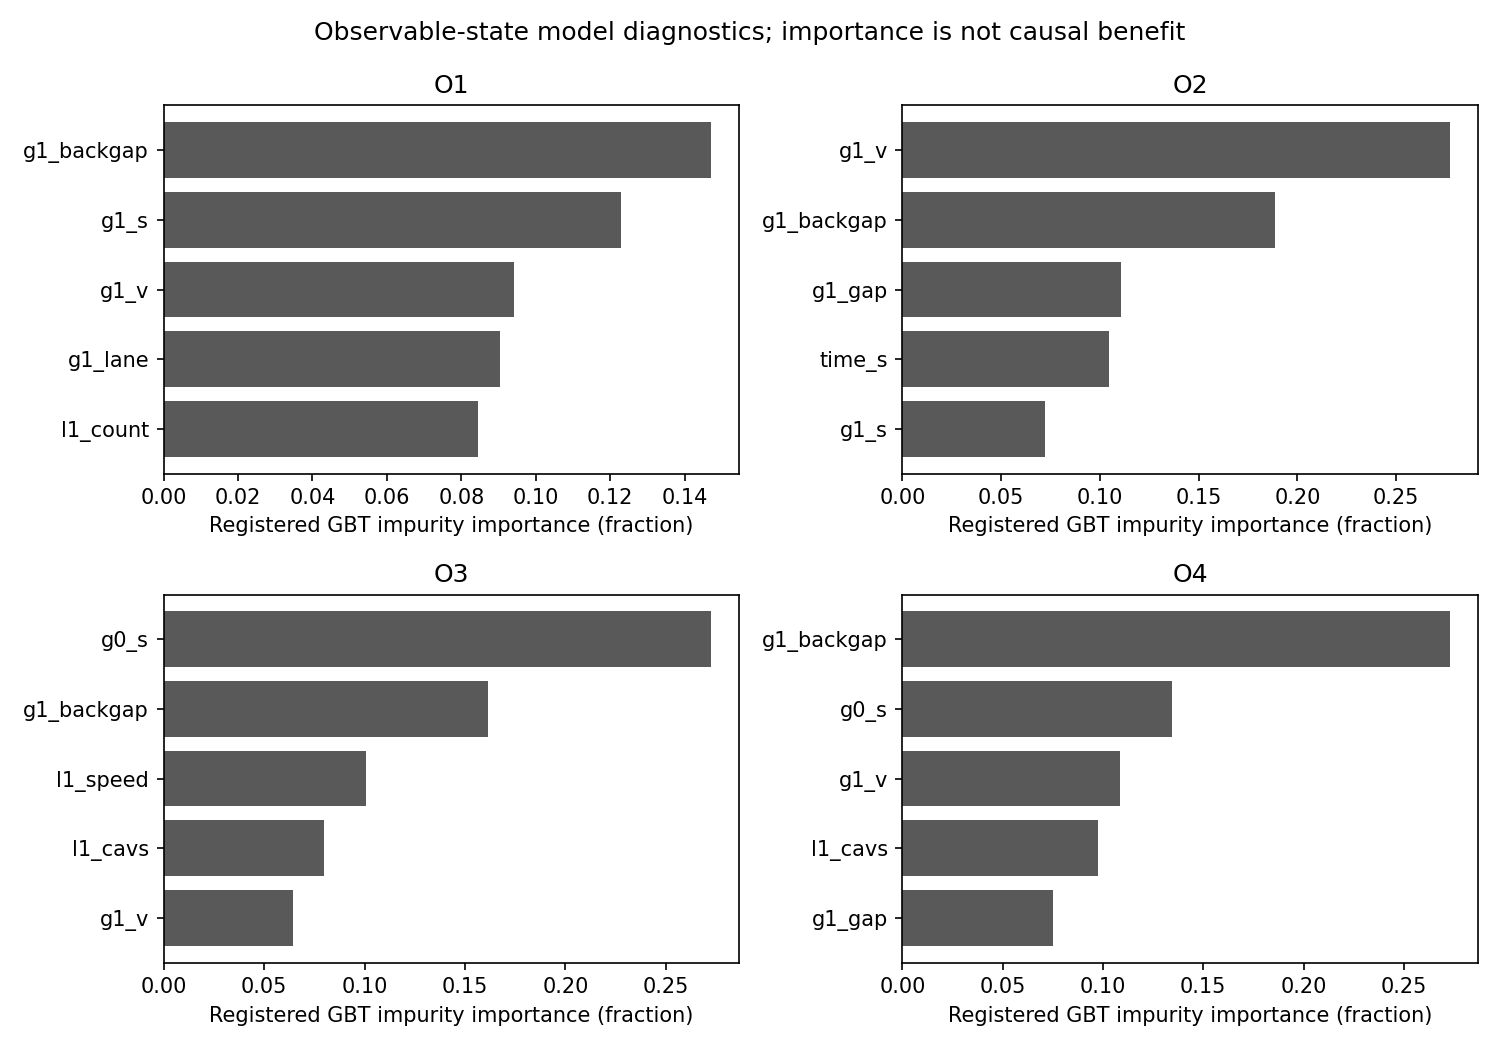 Observable-state model diagnostics; importance is not causal benefit
O1
g1_backgap
g1_s
g1_v
g1_lane
l1_count
0.00 0.02 0.04 0.06 0.08 0.10 0.12 0.14
Registered GBT impurity importance (fraction)
O2
g1_v
g1_backgap
g1_gap
time_s
g1_s
0.00 0.05 0.10 0.15 0.20 0.25
Registered GBT impurity importance (fraction)
O3
g0_s
g1_backgap
l1_speed
l1_cavs
g1_v
0.00 0.05 0.10 0.15 0.20 0.25
Registered GBT impurity importance (fraction)
O4
g1_backgap
g0_s
g1_v
l1_cavs
g1_gap
0.00 0.05 0.10 0.15 0.20 0.25
Registered GBT impurity importance (fraction)